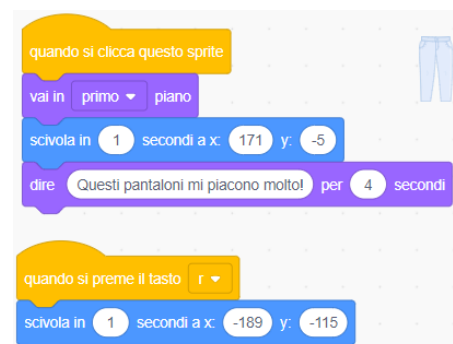 quando si clicca questo sprite
vai in primo piano
scivola in 1 secondi a x: 171 y: -5
dire Questi pantaloni mi piacono molto! per 4 secondi
quando si preme il tasto r
scivola in 1 secondi a x: -189 y: -115